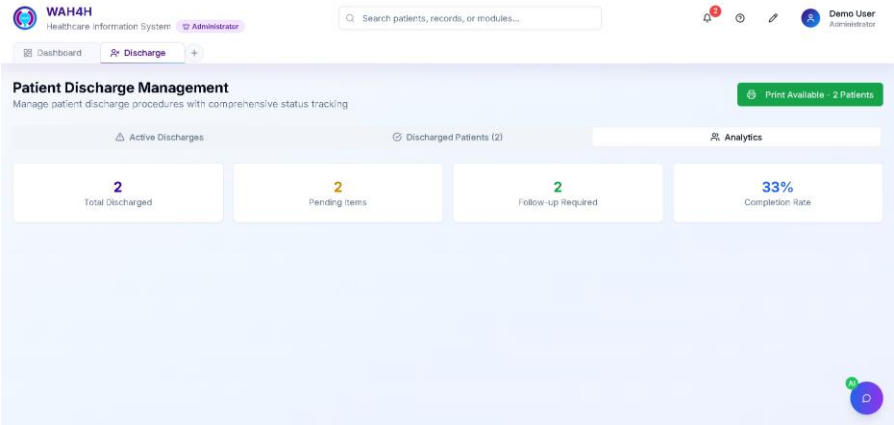 WAH4H
Healthcare Information System Administrator
Search patients, records, or modules...
2
Demo User
Administrator
Dashboard
Discharge
+
Patient Discharge Management
Manage patient discharge procedures with comprehensive status tracking
Print Available - 2 Patients
Active Discharges
Discharged Patients (2)
Analytics
2
Total Discharged
2
Pending Items
2
Follow-up Required
33%
Completion Rate
AI